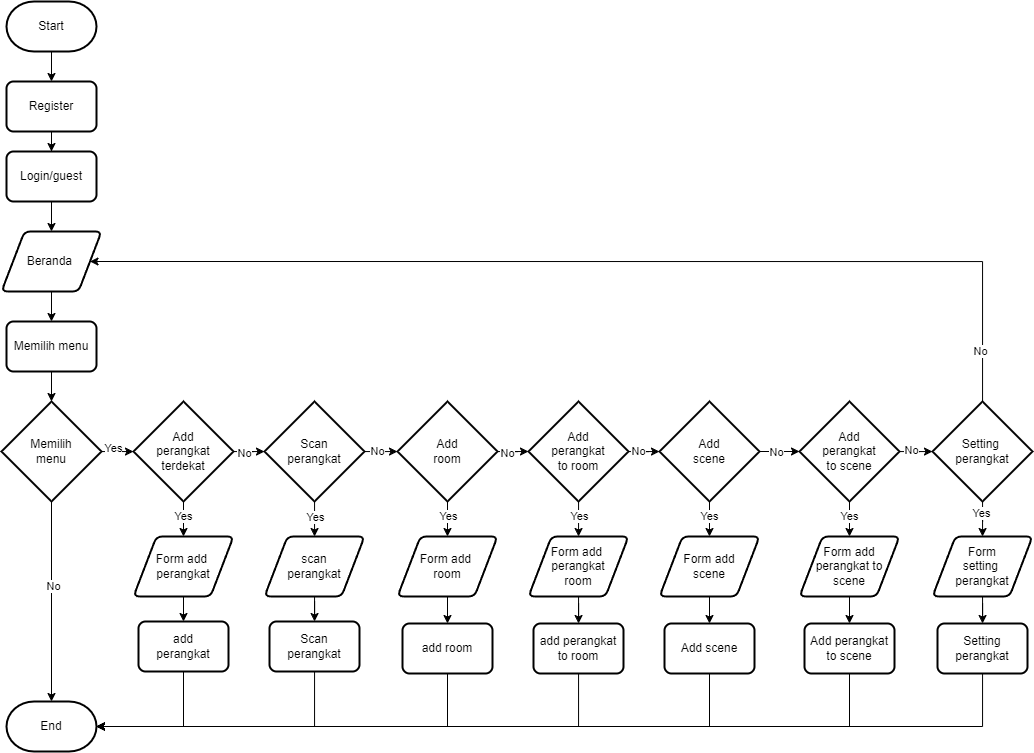 Start
Register
Login/guest
Beranda
No
Memilih menu
Memilih
menu
Yes
Add
perangkat
terdekat
No
Scan
perangkat
No
Add
room
No
Add
perangkat
to room
No
Add
scene
No
Add
perangkat
to scene
No
Setting
perangkat
Yes
Yes
Yes
Yes
Yes
Yes
Yes
No
Form add
perangkat
scan
perangkat
Form add
room
Form add
perangkat
room
Form add
scene
Form add
perangkat to
scene
Form
setting
perangkat
add
perangkat
Scan
perangkat
add room
add perangkat
to room
Add scene
Add perangkat
to scene
Setting
perangkat
End